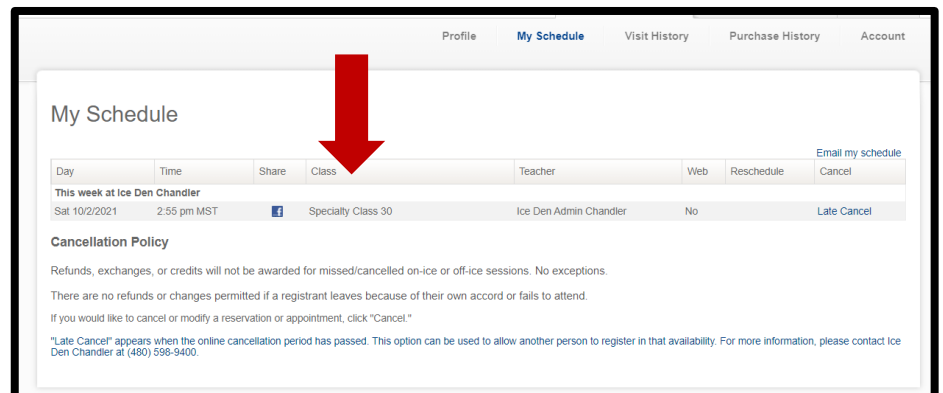 Profile My Schedule Visit History Purchase History Account
My Schedule
Email my schedule
Day Time Share Class Teacher Web Reschedule Cancel
This week at Ice Den Chandler
Sat 10/2/2021 2:55 pm MST f Specialty Class 30 Ice Den Admin Chandler No Late Cancel
Cancellation Policy
Refunds, exchanges, or credits will not be awarded for missed/cancelled on-ice or off-ice sessions. No exceptions.
There are no refunds or changes permitted if a registrant leaves because of their own accord or fails to attend.
If you would like to cancel or modify a reservation or appointment, click "Cancel."
"Late Cancel" appears when the online cancellation period has passed. This option can be used to allow another person to register in that availability. For more information, please contact Ice
Den Chandler at (480) 598-9400.